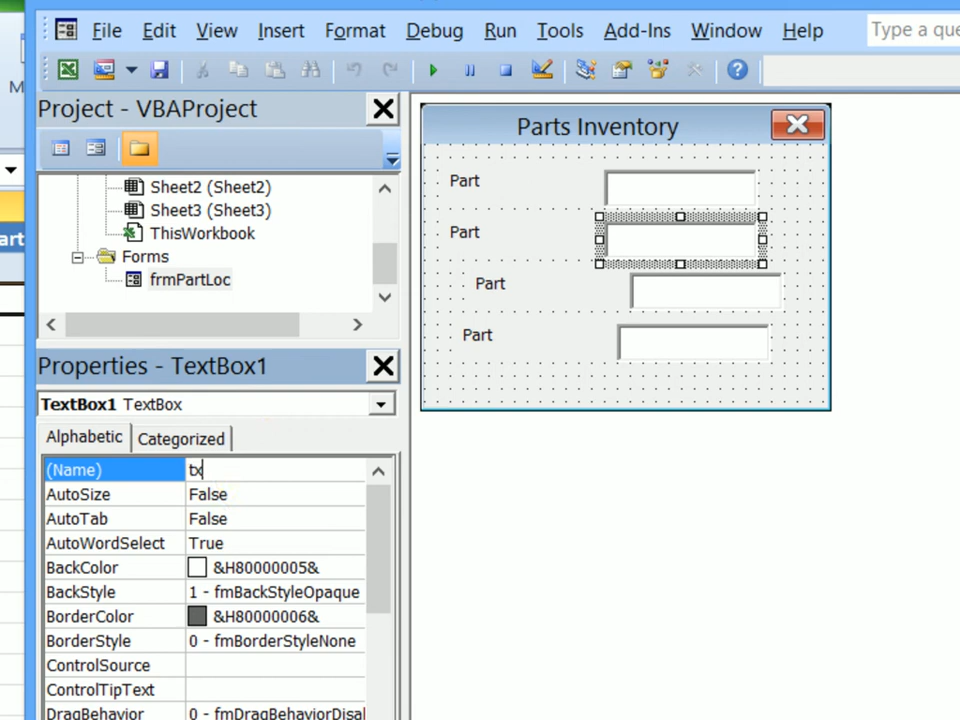 File Edit View Insert Format Debug Run Tools Add-Ins Window Help Type a que
M
Project - VBAProject
Sheet2 (Sheet2)
Sheet3 (Sheet3)
ThisWorkbook
Forms
frmPartLoc
art
Properties - TextBox1
TextBox1 TextBox
Alphabetic Categorized
(Name) tx
AutoSize False
AutoTab False
AutoWordSelect True
BackColor &H80000005&
BackStyle 1 - fmBackStyleOpaque
BorderColor &H80000006&
BorderStyle 0 - fmBorderStyleNone
ControlSource
ControlTipText
DragBehavior 0 - fmDragBehaviorDisal
Parts Inventory
Part
Part
Part
Part